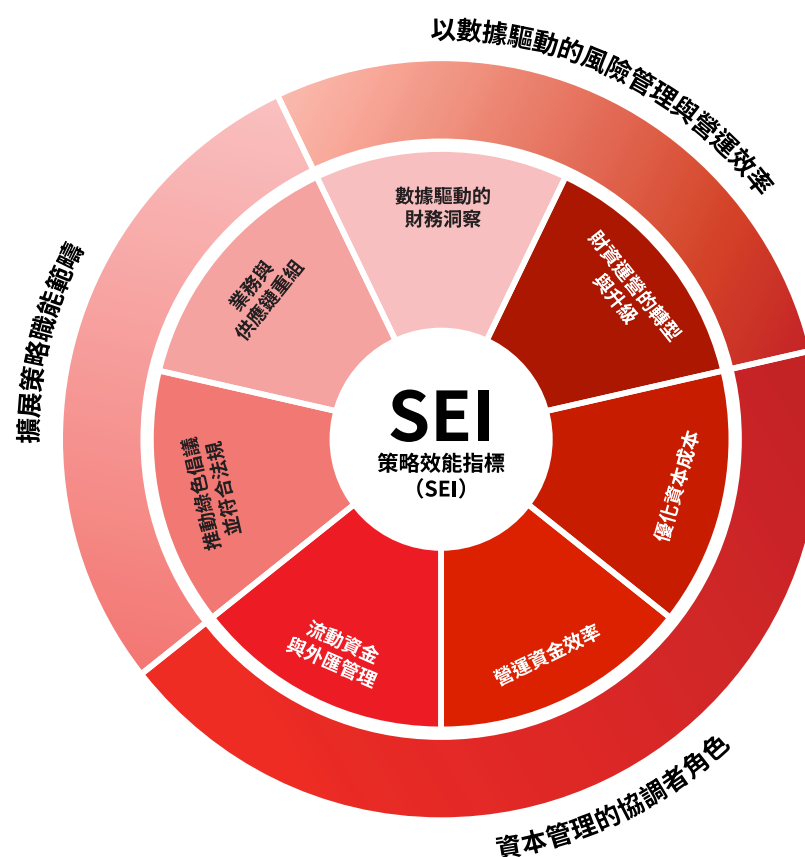 以數據驅動的風險管理與營運效率
數據驅動的
財務洞察
財資運營的轉型
與升級
優化資本成本
營運資金效率
流動資金
與外匯管理
推動綠色倡議
並符合法規
業務與
供應鏈重組
SEI
策略效能指標
（SEI）
擴展策略職能範疇
資本管理的協調者角色